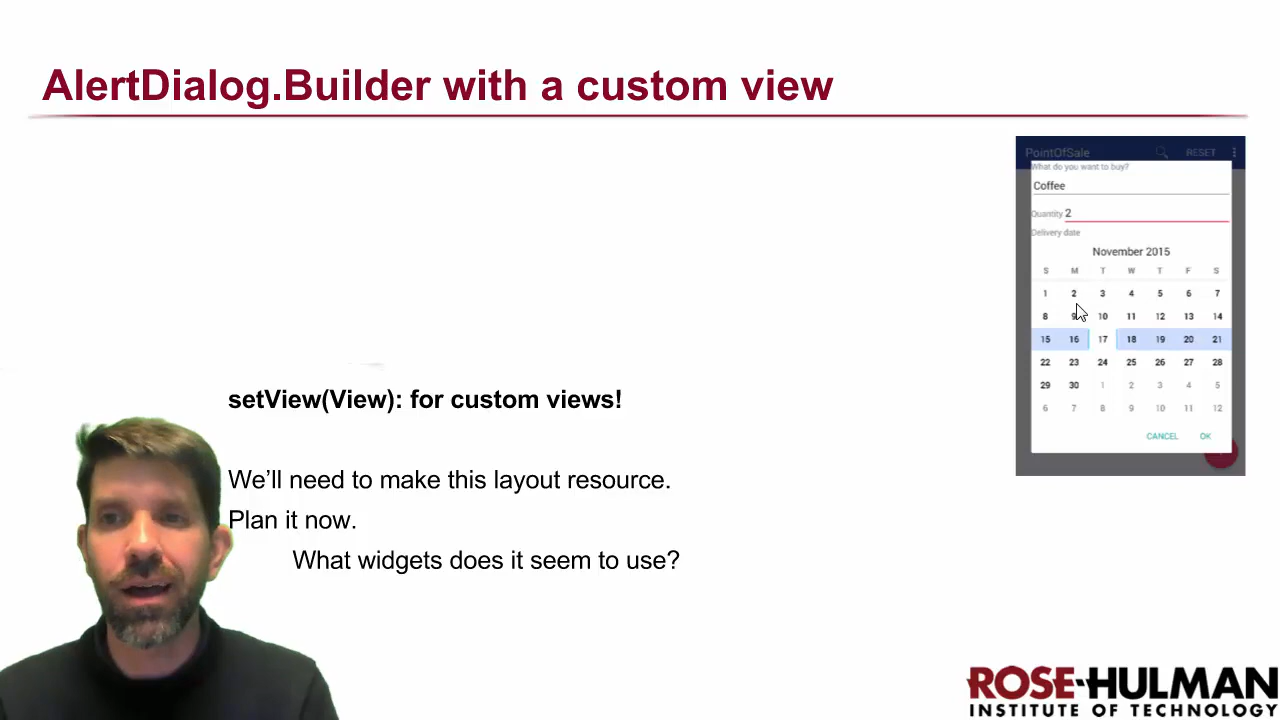 AlertDialog.Builder with a custom view
PointOfSale RESET
What do you want to buy?
Coffee
Quantity 2
Delivery date
November 2015
S M T W T F S
1 2 3 4 5 6 7
8 9 10 11 12 13 14
15 16 17 18 19 20 21
22 23 24 25 26 27 28
29 30 1 2 3 4 5
6 7 8 9 10 11 12
CANCEL OK
setView(View): for custom views!
We’ll need to make this layout resource.
Plan it now.
What widgets does it seem to use?
ROSE-HULMAN
INSTITUTE OF TECHNOLOGY